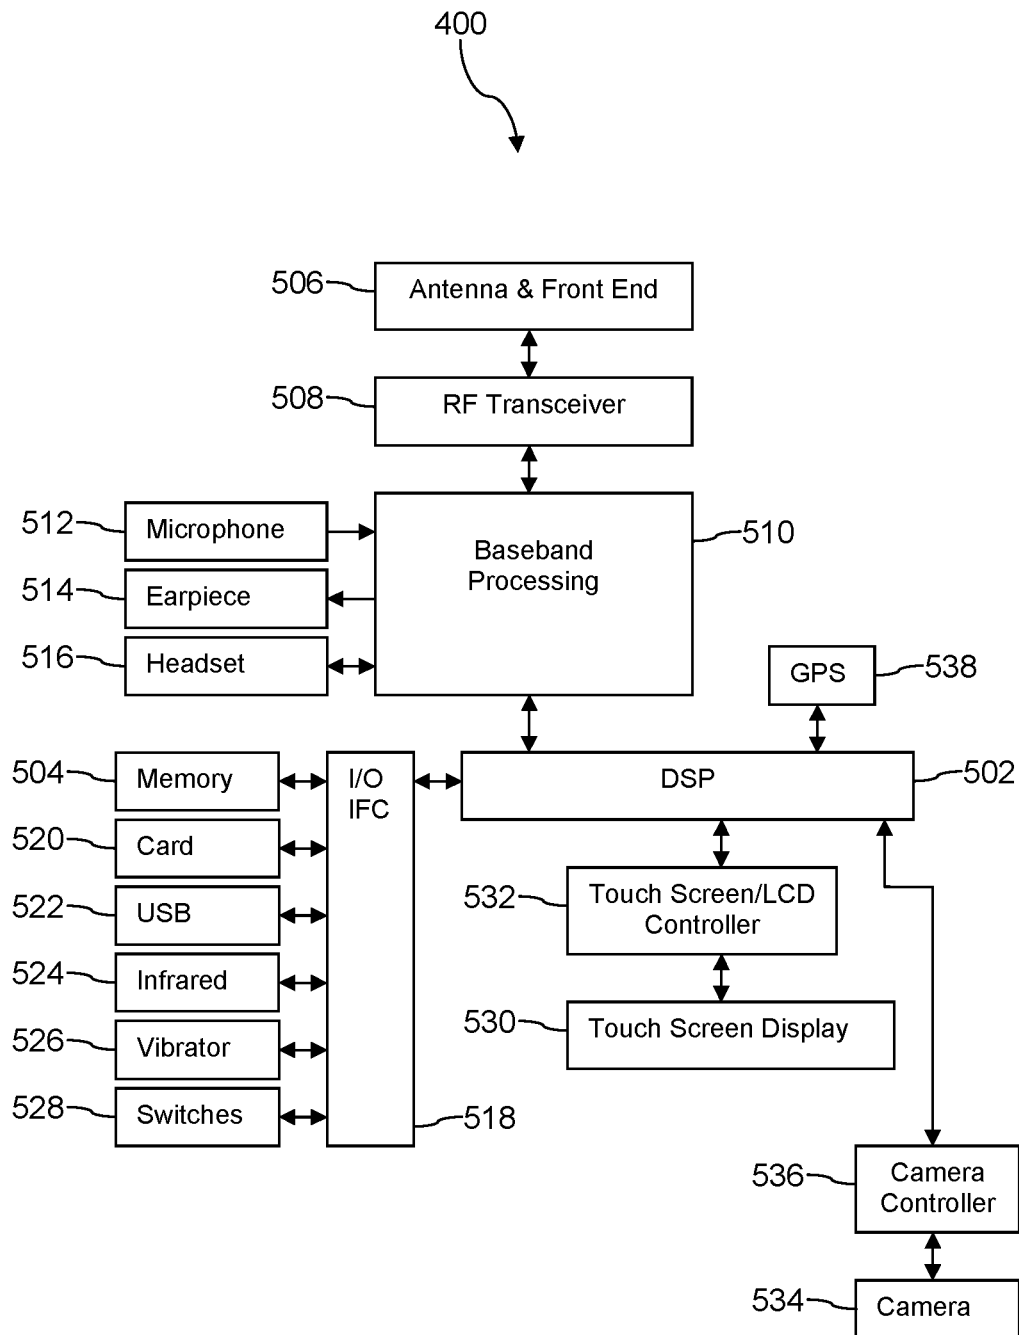 400
506
Antenna & Front End
508
RF Transceiver
512
Microphone
Baseband
Processing
510
514
Earpiece
516
Headset
GPS
538
504
Memory
I/O
IFC
DSP
502
520
Card
522
USB
532
Touch Screen/LCD
Controller
524
Infrared
530
Touch Screen Display
526
Vibrator
528
Switches
518
536
Camera
Controller
534
Camera